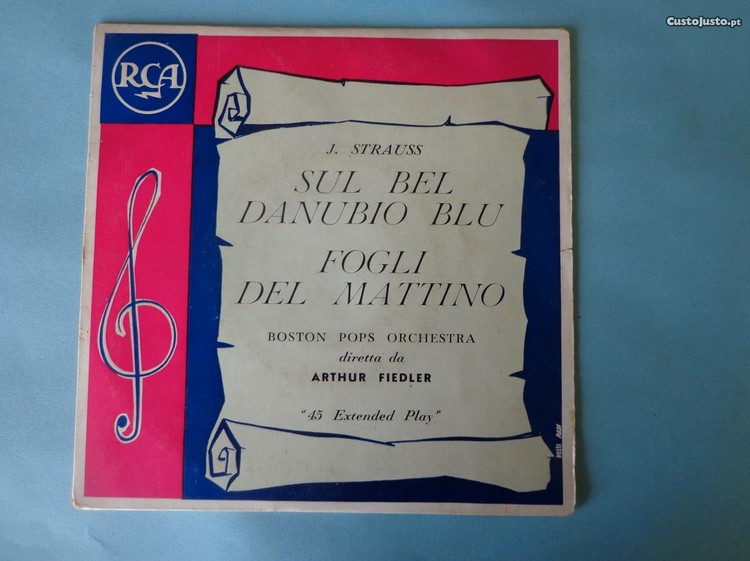 CustoJusto.pt
RCA
J. STRAUSS
SUL BEL
DANUBIO BLU
FOGLI
DEL MATTINO
BOSTON POPS ORCHESTRA
diretta da
ARTHUR FIEDLER
"45 Extended Play"